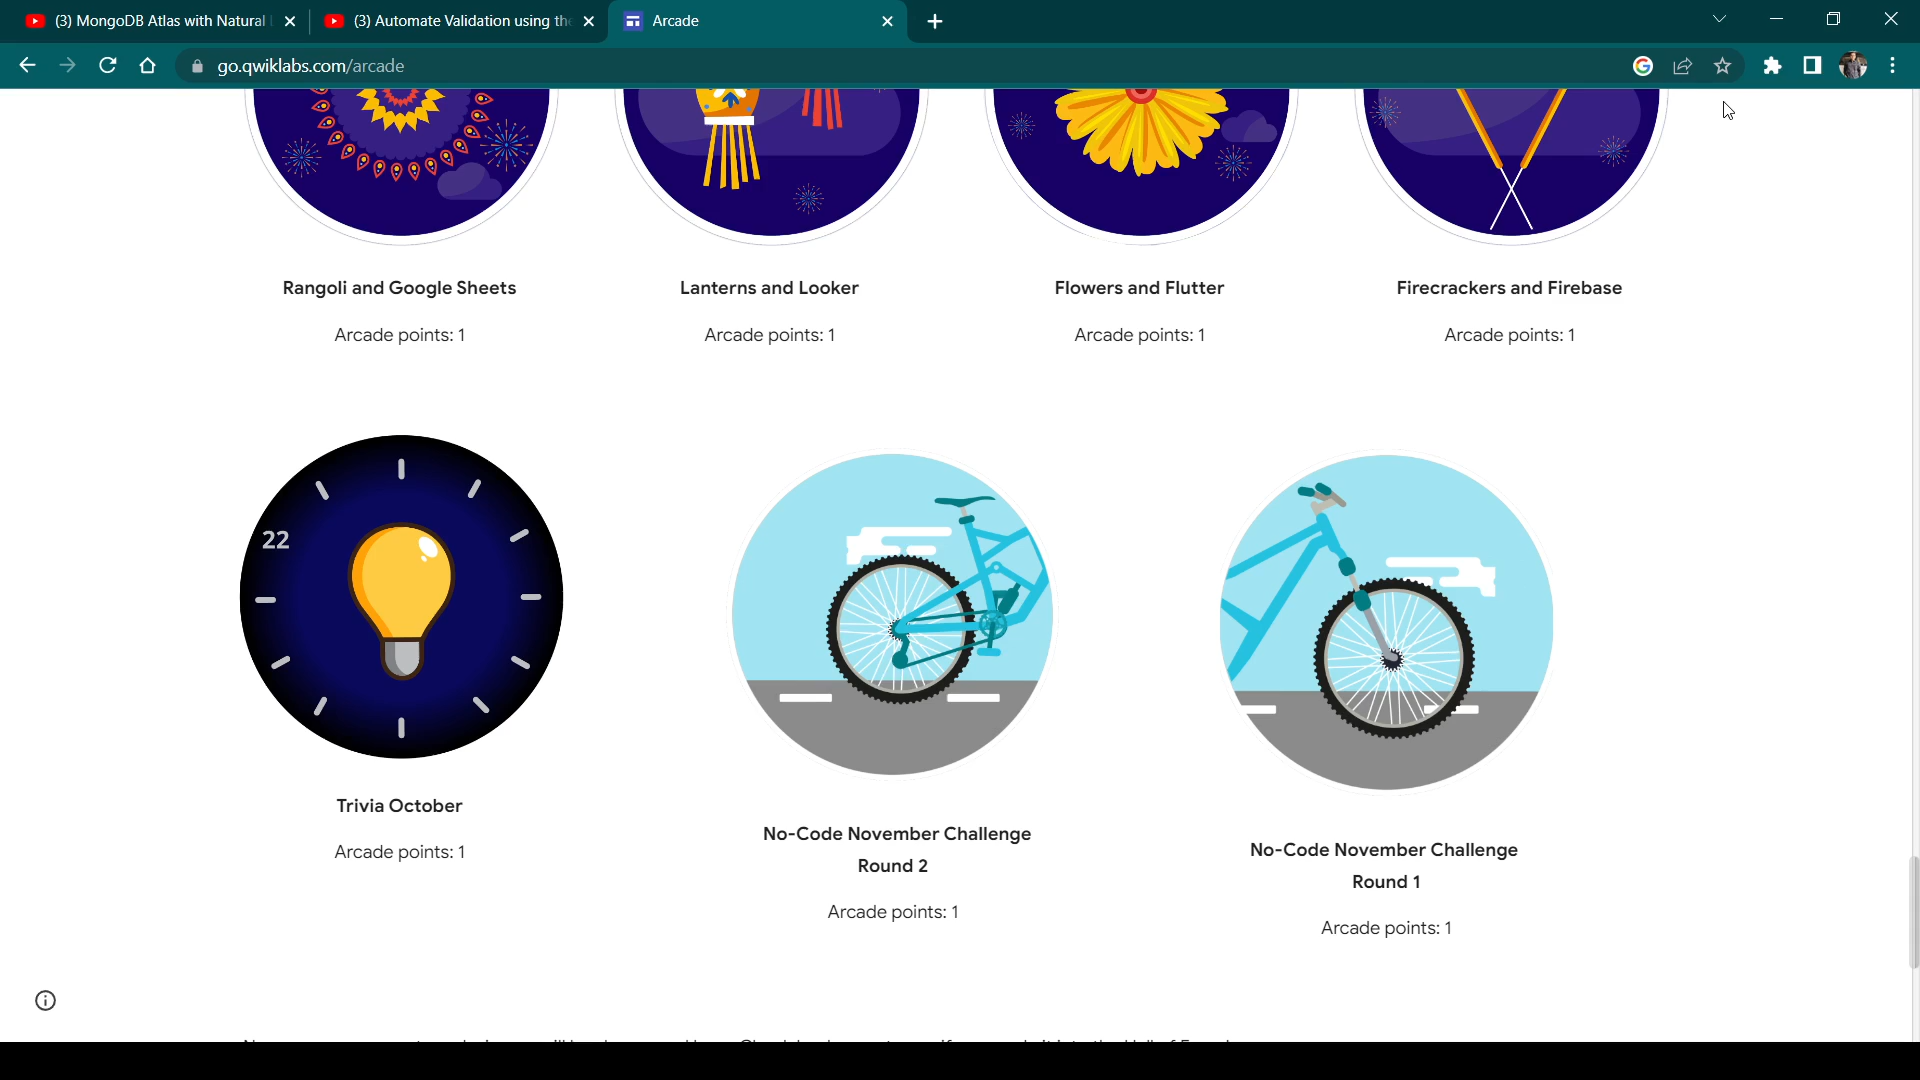 (3) MongoDB Atlas with Natural
(3) Automate Validation using the
Arcade
go.qwiklabs.com/arcade
Rangoli and Google Sheets
Lanterns and Looker
Flowers and Flutter
Firecrackers and Firebase
Arcade points: 1
Arcade points: 1
Arcade points: 1
Arcade points: 1
22
Trivia October
Arcade points: 1
No-Code November Challenge
Round 2
Arcade points: 1
No-Code November Challenge
Round 1
Arcade points: 1